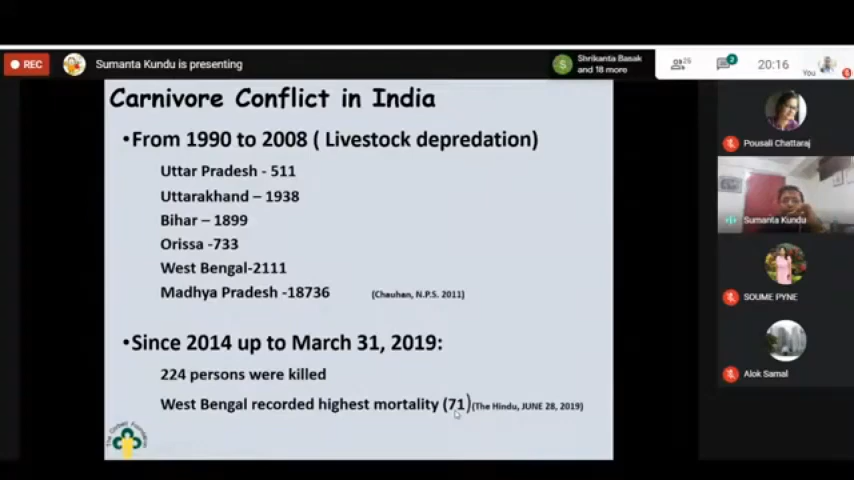 REC
Sumanta Kundu is presenting
Shrikanta Basak
and 18 more
25
2
20:16
You
Carnivore Conflict in India
•From 1990 to 2008 ( Livestock depredation)
Uttar Pradesh - 511
Uttarakhand – 1938
Bihar – 1899
Orissa -733
West Bengal-2111
Madhya Pradesh -18736
(Chauhan, N.P.S. 2011)
•Since 2014 up to March 31, 2019:
224 persons were killed
West Bengal recorded highest mortality (71)(The Hindu, JUNE 28, 2019)
Pousali Chattaraj
Sumanta Kundu
SOUME PYNE
Alok Samal